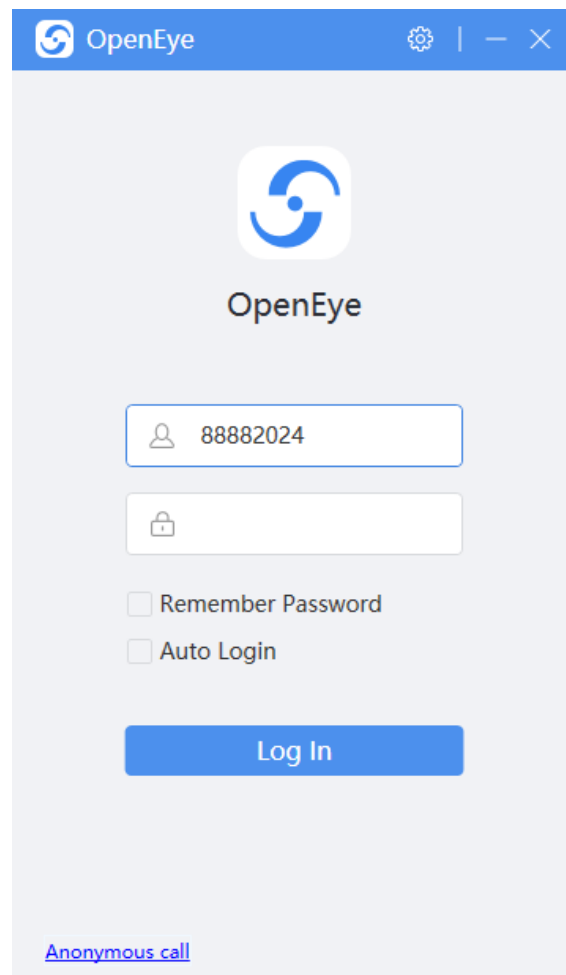 OpenEye
OpenEye
88882024
Remember Password
Auto Login
Log In
Anonymous call